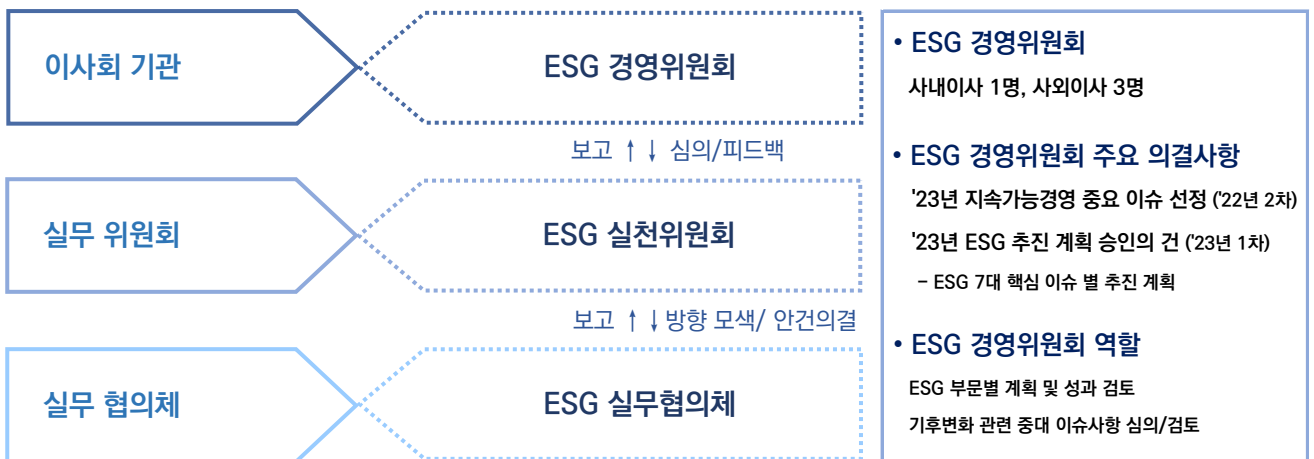 이사회 기관
ESG 경영위원회
보고 ↑↓ 심의/피드백
실무 위원회
ESG 실천위원회
보고 ↑↓방향 모색/ 안건의결
실무 협의체
ESG 실무협의체
• ESG 경영위원회
사내이사 1명, 사외이사 3명
• ESG 경영위원회 주요 의결사항
'23년 지속가능경영 중요 이슈 선정 ('22년 2차)
'23년 ESG 추진 계획 승인의 건 ('23년 1차)
– ESG 7대 핵심 이슈 별 추진 계획
• ESG 경영위원회 역할
ESG 부문별 계획 및 성과 검토
기후변화 관련 중대 이슈사항 심의/검토